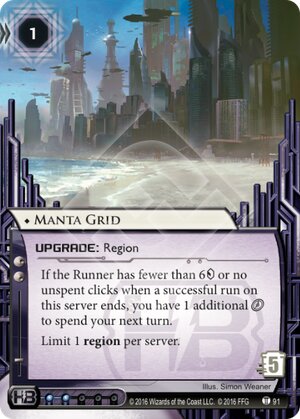 1
MANTA GRID
UPGRADE: Region
If the Runner has fewer than 6 or no
unspent clicks when a successful run on
this server ends, you have 1 additional
to spend your next turn.
Limit 1 region per server.
5
Illus. Simon Weaner
HB
© 2016 Wizards of the Coast LLC. © 2016 FFG 91